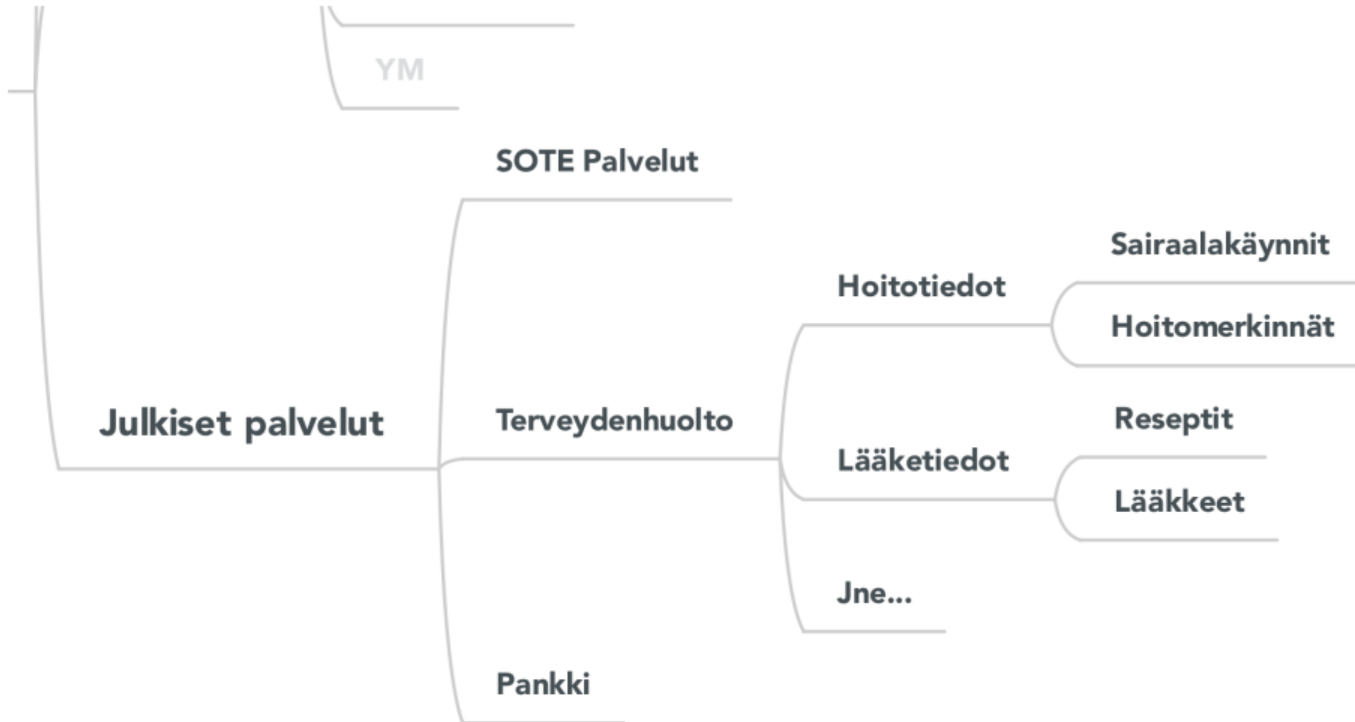 YM
SOTE Palvelut
Sairaalakäynnit
Hoitotiedot
Hoitomerkinnät
Julkiset palvelut
Terveydenhuolto
Reseptit
Lääketiedot
Lääkkeet
Jne...
Pankki